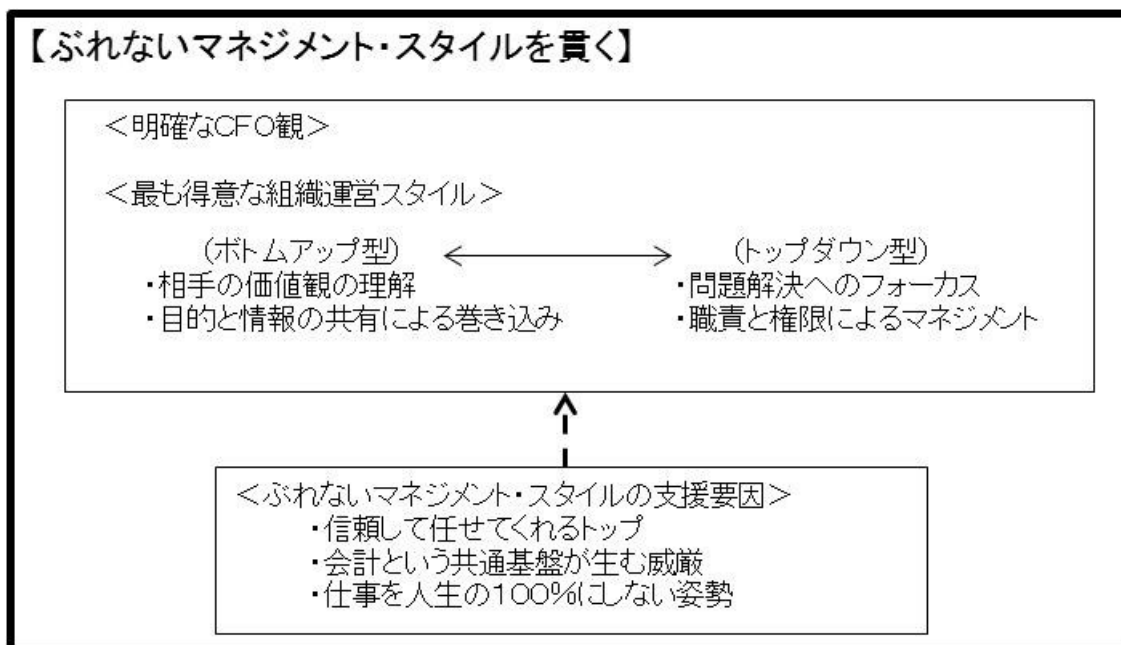 【ぶれないマネジメント・スタイルを貫く】
＜明確なＣＦＯ観＞
＜最も得意な組織運営スタイル＞
（ボトムアップ型） （トップダウン型）
・相手の価値観の理解 ・問題解決へのフォーカス
・目的と情報の共有による巻き込み ・職責と権限によるマネジメント
＜ぶれないマネジメント・スタイルの支援要因＞
・信頼して任せてくれるトップ
・会計という共通基盤が生む威厳
・仕事を人生の１００％にしない姿勢